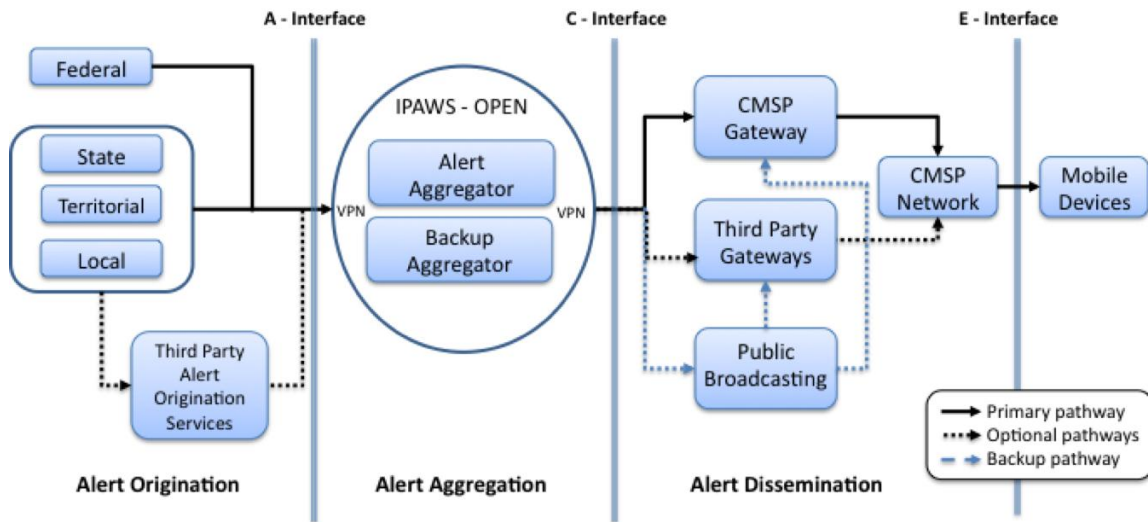 A - Interface
C - Interface
E - Interface
Federal
State
Territorial
Local
Third Party
Alert
Origination
Services
IPAWS - OPEN
Alert
Aggregator
Backup
Aggregator
VPN
VPN
CMSP
Gateway
Third Party
Gateways
Public
Broadcasting
CMSP
Network
Mobile
Devices
Primary pathway
Optional pathways
Backup pathway
Alert Origination
Alert Aggregation
Alert Dissemination